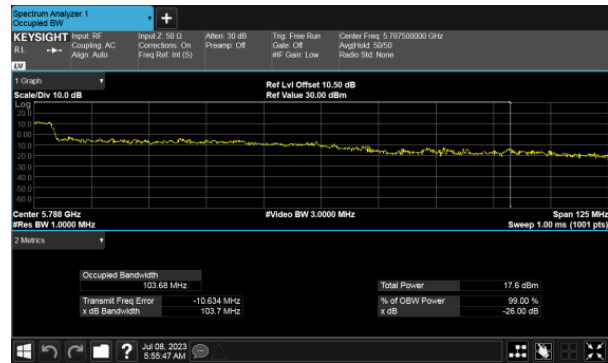 Spectrum Analyzer 1
Occupied BW
KEYSIGHT
RL
Input: RF
Coupling: AC
Align: Auto
Input Z: 50 Ω
Corrections: On
Freq Ref: Int (S)
Atten: 30 dB
Preamp: Off
Trig: Free Run
Gate: Off
#IF Gain: Low
Center Freq: 5.787500000 GHz
Avg|Hold: 50/50
Radio Std: None
1 Graph
Scale/Div 10.0 dB
Ref Lvl Offset 10.50 dB
Ref Value 30.00 dBm
Log
20.0
10.0
0.00
-10.0
-20.0
-30.0
-40.0
-50.0
-60.0
Center 5.788 GHz
#Res BW 1.0000 MHz
#Video BW 3.0000 MHz
Span 125 MHz
Sweep 1.00 ms (1001 pts)
2 Metrics
Occupied Bandwidth
103.68 MHz
Transmit Freq Error -10.634 MHz
x dB Bandwidth 103.7 MHz
Total Power 17.6 dBm
% of OBW Power 99.00 %
x dB -26.00 dB
Jul 08, 2023
5:55:47 AM